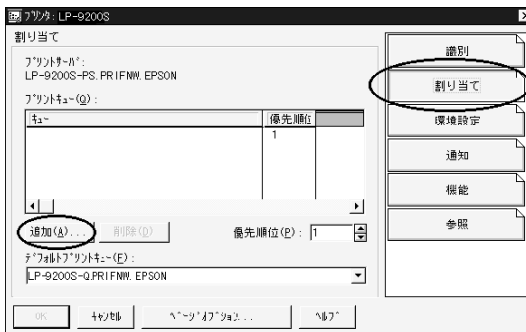 プリンタ: LP-9200S
割り当て
プリントサーバ:
LP-9200S-PS.PRIFNW.EPSON
プリントキュー(Q):
キュー
優先順位
1
追加(A)...
削除(D)
優先順位(P):
1
デフォルトプリントキュー(F):
LP-9200S-Q.PRIFNW.EPSON
OK
キャンセル
ページオプション...
ヘルプ
識別
割り当て
環境設定
通知
機能
参照